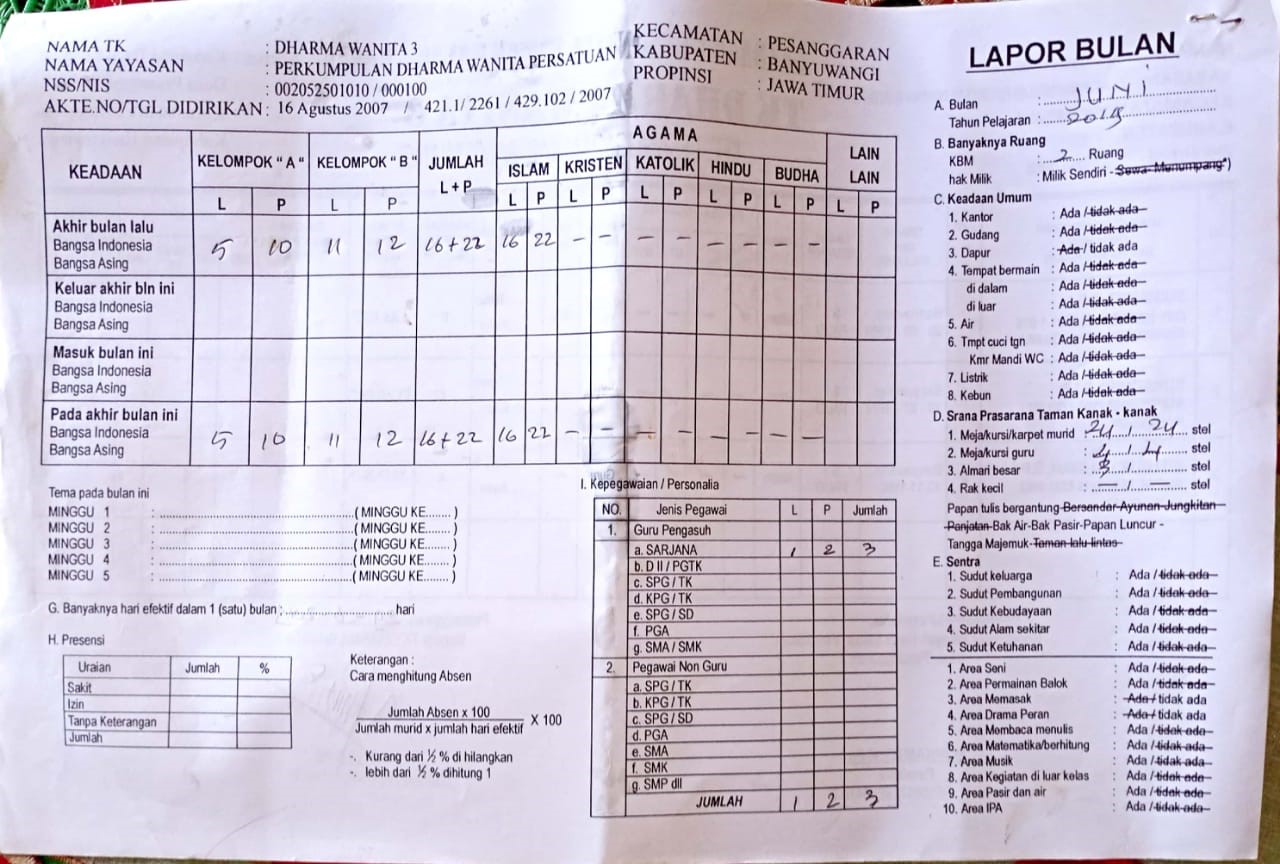 NAMA TK : DHARMA WANITA 3
NAMA YAYASAN : PERKUMPULAN DHARMA WANITA PERSATUAN
NSS/NIS : 002052501010 / 000100
AKTE.NO/TGL DIDIRIKAN : 16 Agustus 2007 421.1/ 2261 / 429.102 / 2007
KECAMATAN : PESANGGARAN
KABUPATEN : BANYUWANGI
PROPINSI : JAWA TIMUR
LAPOR BULAN
A. Bulan : JUNI
Tahun Pelajaran :
B. Banyaknya Ruang
KBM : 2 Ruang
hak Milik : Milik Sendiri - Sewa- Menumpang*)
C. Keadaan Umum
1. Kantor : Ada / tidak ada
2. Gudang : Ada / tidak ada
3. Dapur : Ada / tidak ada
4. Tempat bermain : Ada / tidak ada
di dalam : Ada / tidak ada
di luar : Ada / tidak ada
5. Air : Ada / tidak ada
6. Tmpt cuci tgn : Ada / tidak ada
Kmr Mandi WC : Ada / tidak ada
7. Listrik : Ada / tidak ada
8. Kebun : Ada / tidak ada
D. Srana Prasarana Taman Kanak - kanak
1. Meja/kursi/karpet murid : 24 / 24 stel
2. Meja/kursi guru : 4 / 4 stel
3. Almari besar : 3 / stel
4. Rak kecil : — / — stel
Papan tulis bergantung-Bersandar-Ayunan-Jungkitan
-Panjatan-Bak Air-Bak Pasir-Papan Luncur -
Tangga Majemuk-Taman lalu lintas
E. Sentra
1. Sudut keluarga : Ada / tidak ada
2. Sudut Pembangunan : Ada / tidak ada
3. Sudut Kebudayaan : Ada / tidak ada
4. Sudut Alam sekitar : Ada / tidak ada
5. Sudut Ketuhanan : Ada / tidak ada
1. Area Seni : Ada / tidak ada
2. Area Permainan Balok : Ada / tidak ada
3. Area Memasak : Ada / tidak ada
4. Area Drama Peran : Ada / tidak ada
5. Area Membaca menulis : Ada / tidak ada
6. Area Matematika/berhitung : Ada / tidak ada
7. Area Musik : Ada / tidak ada
8. Area Kegiatan di luar kelas : Ada / tidak ada
9. Area Pasir dan air : Ada / tidak ada
10. Area IPA : Ada / tidak ada
KEADAAN KELOMPOK "A" KELOMPOK "B" JUMLAH L + P AGAMA
ISLAM KRISTEN KATOLIK HINDU BUDHA LAIN LAIN
L P L P L P L P L P L P L P L P
Akhir bulan lalu
Bangsa Indonesia 5 10 11 12 16+22 16 22 – – – – – – – –
Bangsa Asing
Keluar akhir bln ini
Bangsa Indonesia
Bangsa Asing
Masuk bulan ini
Bangsa Indonesia
Bangsa Asing
Pada akhir bulan ini
Bangsa Indonesia 5 10 11 12 16+22 16 22 – – – – – – – –
Bangsa Asing
Tema pada bulan ini
MINGGU 1 : ( MINGGU KE....... )
MINGGU 2 : ( MINGGU KE....... )
MINGGU 3 : ( MINGGU KE....... )
MINGGU 4 : ( MINGGU KE....... )
MINGGU 5 : ( MINGGU KE....... )
G. Banyaknya hari efektif dalam 1 (satu) bulan ; hari
H. Presensi
Uraian Jumlah %
Sakit
Izin
Tanpa Keterangan
Jumlah
Keterangan :
Cara menghitung Absen
Jumlah Absen x 100
Jumlah murid x jumlah hari efektif X 100
-. Kurang dari ½ % di hilangkan
-. lebih dari ½ % dihitung 1
I. Kepegawaian / Personalia
NO. Jenis Pegawai L P Jumlah
1. Guru Pengasuh
a. SARJANA 1 2 3
b. D II / PGTK
c. SPG / TK
d. KPG / TK
e. SPG / SD
f. PGA
g. SMA / SMK
2. Pegawai Non Guru
a. SPG / TK
b. KPG / TK
c. SPG / SD
d. PGA
e. SMA
f. SMK
g. SMP dll
JUMLAH 1 2 3